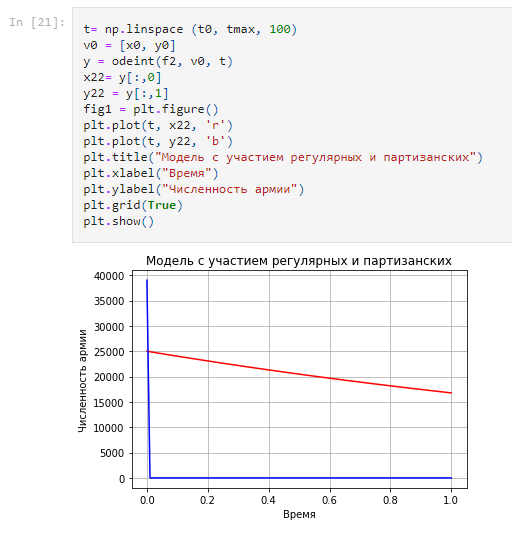 In [21]:
t= np.linspace (t0, tmax, 100)
v0 = [x0, y0]
y = odeint(f2, v0, t)
x22= y[:,0]
y22 = y[:,1]
fig1 = plt.figure()
plt.plot(t, x22, 'r')
plt.plot(t, y22, 'b')
plt.title("Модель с участием регулярных и партизанских")
plt.xlabel("Время")
plt.ylabel("Численность армии")
plt.grid(True)
plt.show()
Модель с участием регулярных и партизанских
Численность армии
40000
35000
30000
25000
20000
15000
10000
5000
0
0.0 0.2 0.4 0.6 0.8 1.0
Время